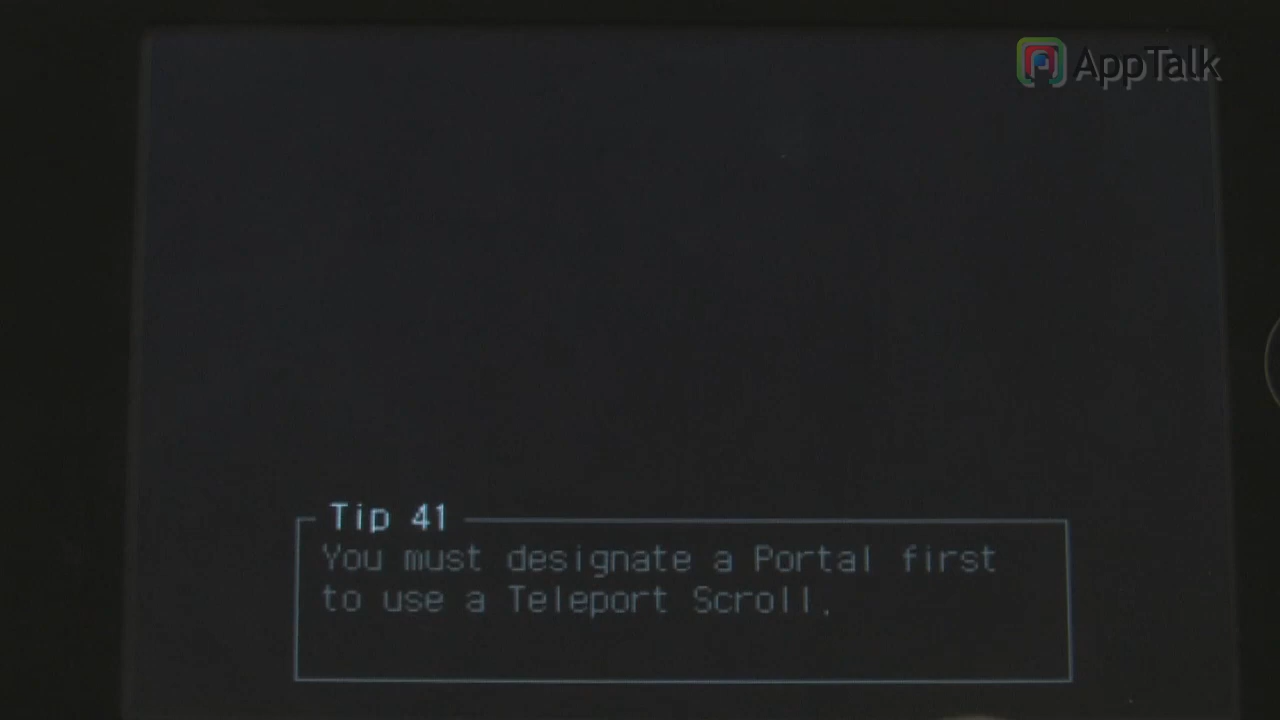 AppTalk
Tip 41
You must designate a Portal first
to use a Teleport Scroll.